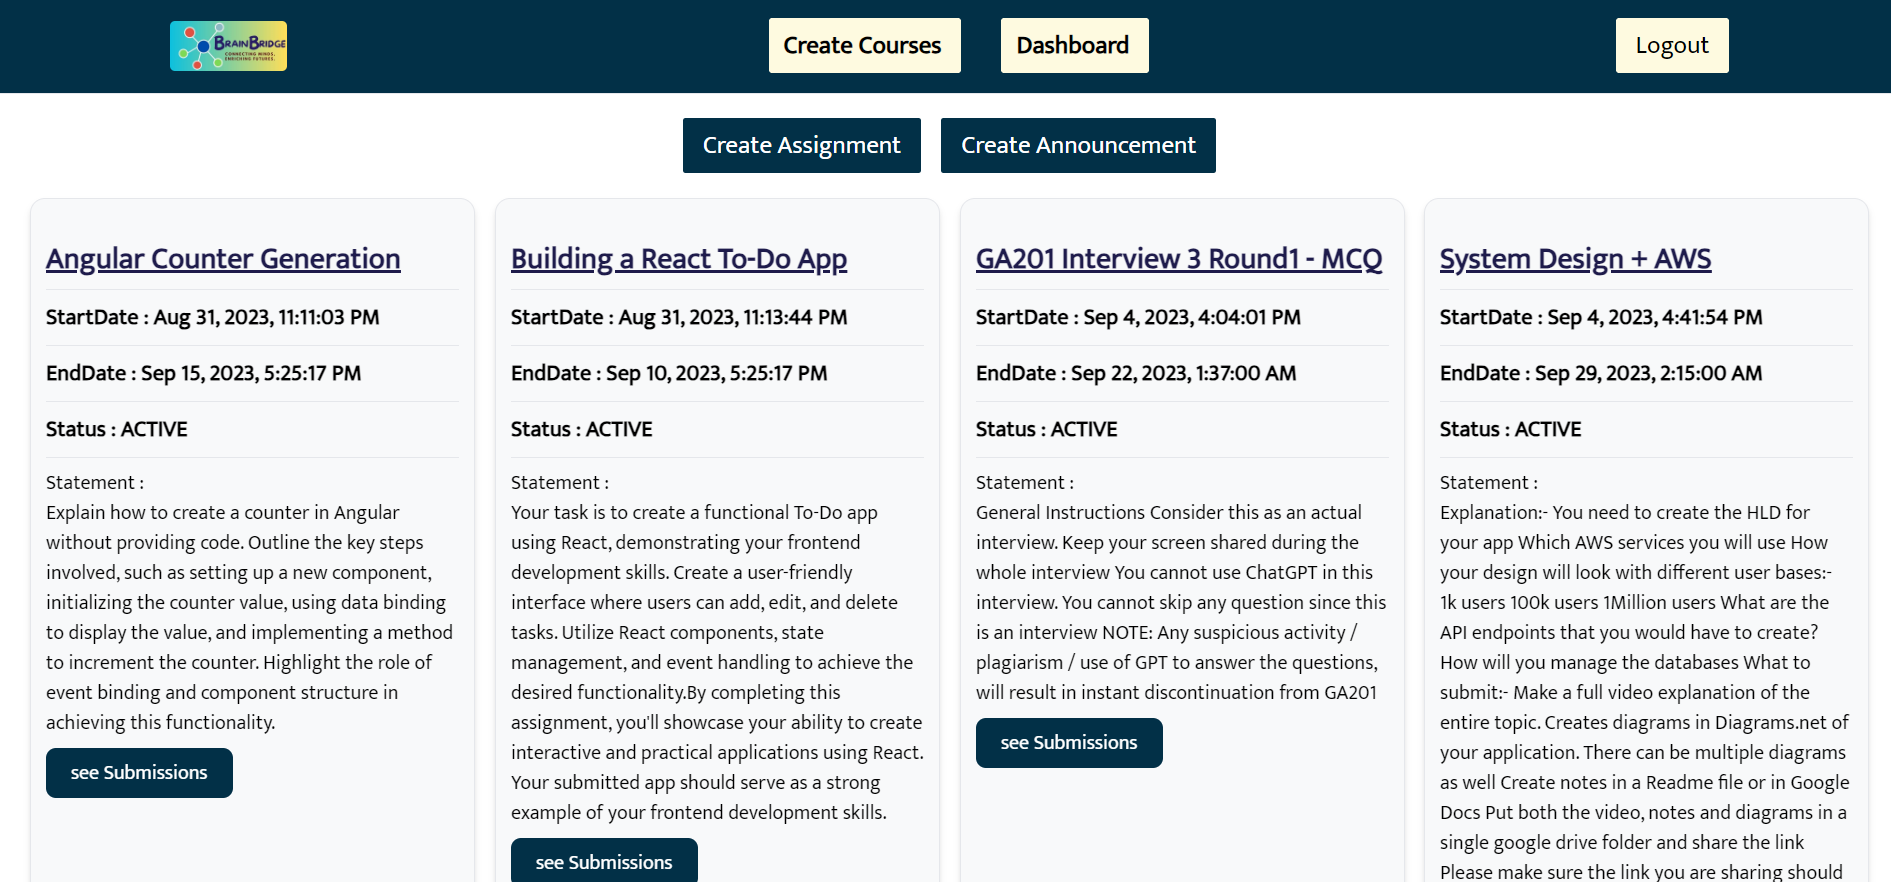 BRAINBRIDGE
CONNECTING MINDS,
ENRICHING FUTURES.
Create Courses
Dashboard
Logout
Create Assignment
Create Announcement
Angular Counter Generation
StartDate : Aug 31, 2023, 11:11:03 PM
EndDate : Sep 15, 2023, 5:25:17 PM
Status : ACTIVE
Statement :
Explain how to create a counter in Angular
without providing code. Outline the key steps
involved, such as setting up a new component,
initializing the counter value, using data binding
to display the value, and implementing a method
to increment the counter. Highlight the role of
event binding and component structure in
achieving this functionality.
see Submissions
Building a React To-Do App
StartDate : Aug 31, 2023, 11:13:44 PM
EndDate : Sep 10, 2023, 5:25:17 PM
Status : ACTIVE
Statement :
Your task is to create a functional To-Do app
using React, demonstrating your frontend
development skills. Create a user-friendly
interface where users can add, edit, and delete
tasks. Utilize React components, state
management, and event handling to achieve the
desired functionality.By completing this
assignment, you'll showcase your ability to create
interactive and practical applications using React.
Your submitted app should serve as a strong
example of your frontend development skills.
see Submissions
GA201 Interview 3 Round1 - MCQ
StartDate : Sep 4, 2023, 4:04:01 PM
EndDate : Sep 22, 2023, 1:37:00 AM
Status : ACTIVE
Statement :
General Instructions Consider this as an actual
interview. Keep your screen shared during the
whole interview You cannot use ChatGPT in this
interview. You cannot skip any question since this
is an interview NOTE: Any suspicious activity /
plagiarism / use of GPT to answer the questions,
will result in instant discontinuation from GA201
see Submissions
System Design + AWS
StartDate : Sep 4, 2023, 4:41:54 PM
EndDate : Sep 29, 2023, 2:15:00 AM
Status : ACTIVE
Statement :
Explanation:- You need to create the HLD for
your app Which AWS services you will use How
your design will look with different user bases:-
1k users 100k users 1Million users What are the
API endpoints that you would have to create?
How will you manage the databases What to
submit:- Make a full video explanation of the
entire topic. Creates diagrams in Diagrams.net of
your application. There can be multiple diagrams
as well Create notes in a Readme file or in Google
Docs Put both the video, notes and diagrams in a
single google drive folder and share the link
Please make sure the link you are sharing should